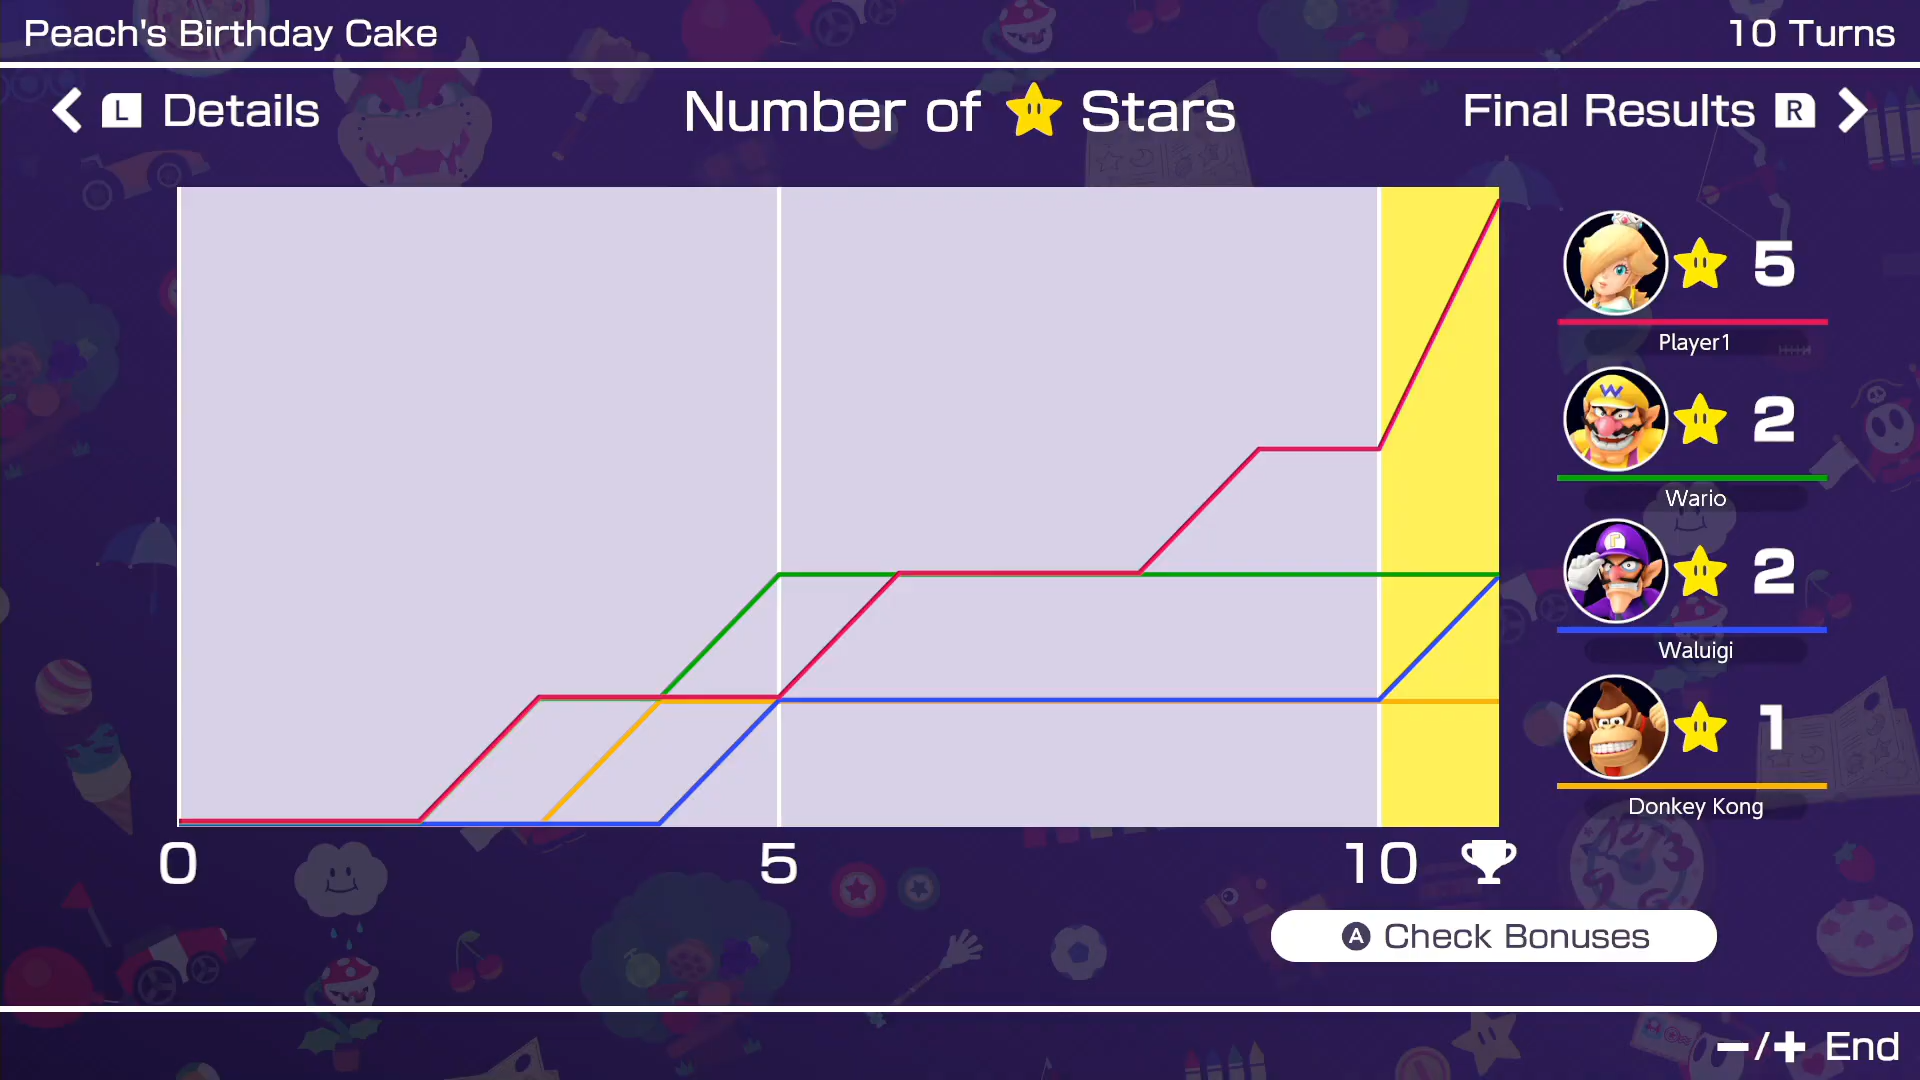 Peach's Birthday Cake
10 Turns
L Details
Number of Stars
Final Results R
5
Player1
2
Wario
2
Waluigi
1
Donkey Kong
0 5 10
A Check Bonuses
−/+ End